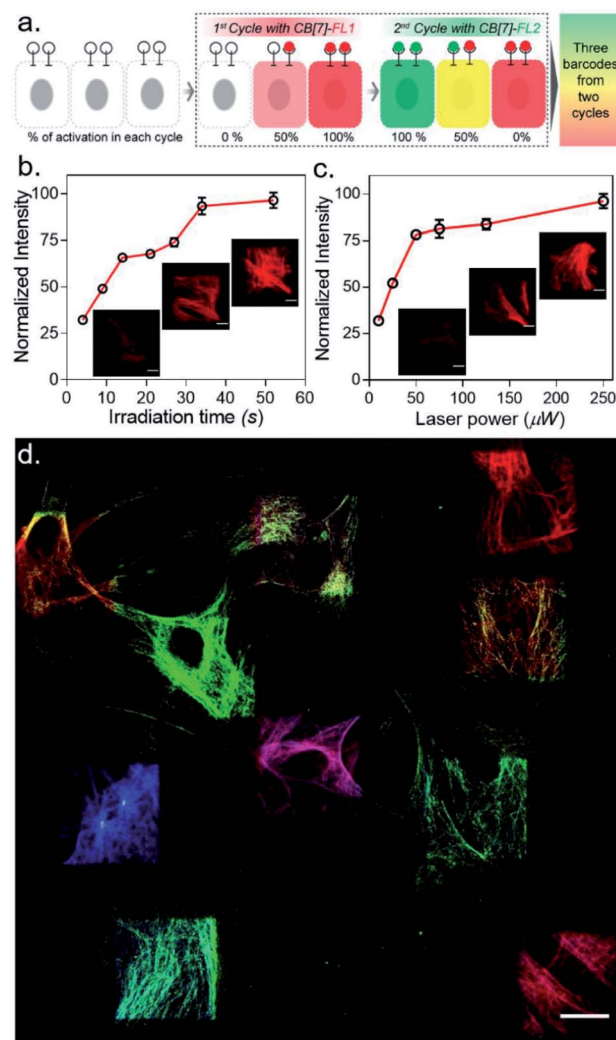 a.
1st Cycle with CB[7]-FL1
2nd Cycle with CB[7]-FL2
Three
barcodes
from
two
cycles
% of activation in each cycle
0 %
50%
100%
100 %
50%
0%
b.
Normalized Intensity
100
75
50
25
0
0
10
20
30
40
50
60
Irradiation time (s)
c.
Normalized Intensity
100
75
50
25
0
0
50
100
150
200
250
Laser power (μW)
d.